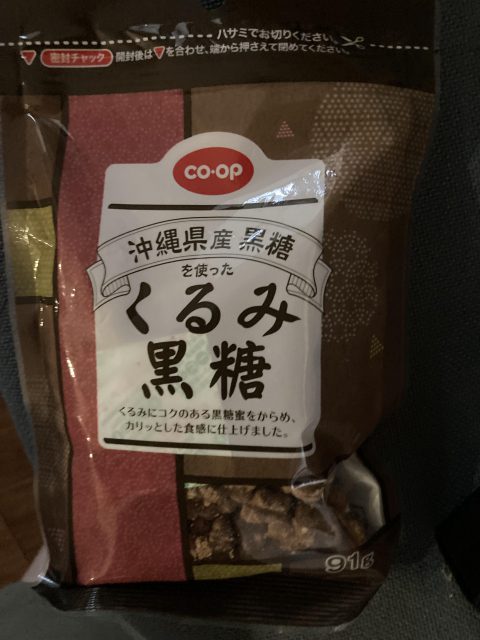 ハサミでお切りください。
密封チャック 開封後は▼を合わせ、端から押さえて閉めてください。
CO・OP
沖縄県産黒糖
を使った
くるみ
黒糖
くるみにコクのある黒糖蜜をからめ、
カリッとした食感に仕上げました。
91g